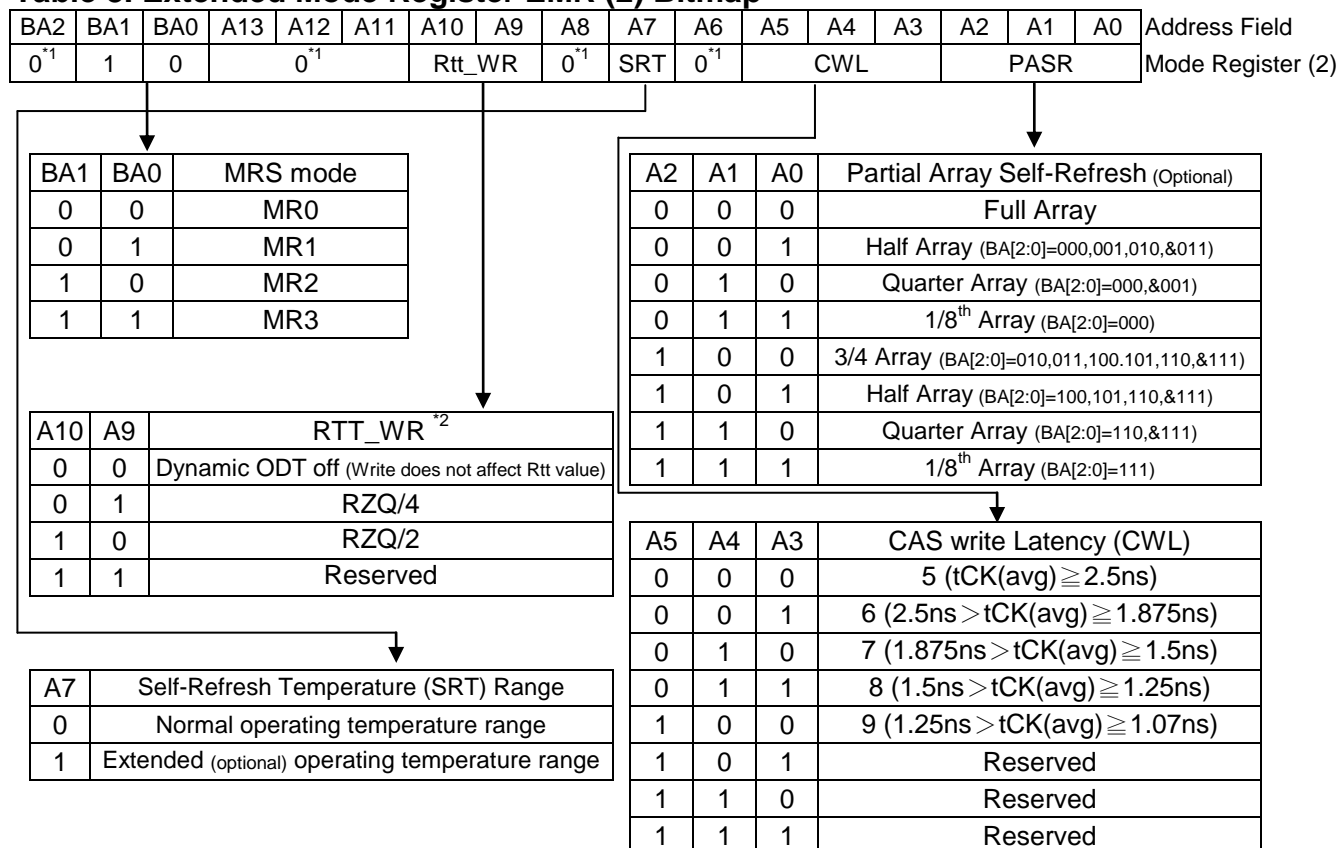 Table 8. Extended Mode Register EMR (2) Bitmap
BA2 BA1 BA0 A13 A12 A11 A10 A9 A8 A7 A6 A5 A4 A3 A2 A1 A0 Address Field
0*1 1 0 0*1 Rtt_WR 0*1 SRT 0*1 CWL PASR Mode Register (2)
BA1 BA0 MRS mode
0 0 MR0
0 1 MR1
1 0 MR2
1 1 MR3
A2 A1 A0 Partial Array Self-Refresh (Optional)
0 0 0 Full Array
0 0 1 Half Array (BA[2:0]=000,001,010,&011)
0 1 0 Quarter Array (BA[2:0]=000,&001)
0 1 1 1/8th Array (BA[2:0]=000)
1 0 0 3/4 Array (BA[2:0]=010,011,100.101,110,&111)
1 0 1 Half Array (BA[2:0]=100,101,110,&111)
1 1 0 Quarter Array (BA[2:0]=110,&111)
1 1 1 1/8th Array (BA[2:0]=111)
A10 A9 RTT_WR *2
0 0 Dynamic ODT off (Write does not affect Rtt value)
0 1 RZQ/4
1 0 RZQ/2
1 1 Reserved
A5 A4 A3 CAS write Latency (CWL)
0 0 0 5 (tCK(avg)≧2.5ns)
0 0 1 6 (2.5ns>tCK(avg)≧1.875ns)
0 1 0 7 (1.875ns>tCK(avg)≧1.5ns)
0 1 1 8 (1.5ns>tCK(avg)≧1.25ns)
1 0 0 9 (1.25ns>tCK(avg)≧1.07ns)
1 0 1 Reserved
1 1 0 Reserved
1 1 1 Reserved
A7 Self-Refresh Temperature (SRT) Range
0 Normal operating temperature range
1 Extended (optional) operating temperature range